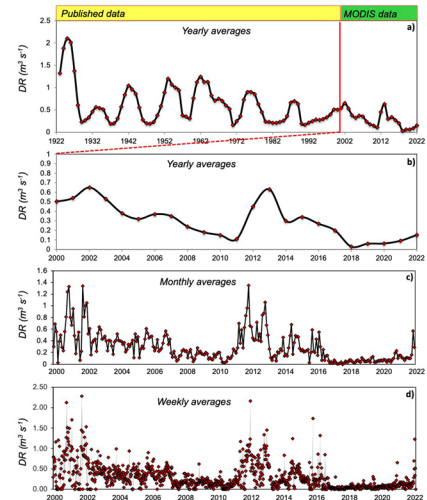 Published data
MODIS data
Yearly averages
a)
DR (m³ s⁻¹)
2.5
2
1.5
1
0.5
0
1922 1932 1942 1952 1962 1972 1982 1992 2002 2012 2022
Yearly averages
b)
DR (m³ s⁻¹)
1
0.9
0.8
0.7
0.6
0.5
0.4
0.3
0.2
0.1
0
2000 2002 2004 2006 2008 2010 2012 2014 2016 2018 2020 2022
Monthly averages
c)
DR (m³ s⁻¹)
1.6
1.4
1.2
1
0.8
0.6
0.4
0.2
0
2000 2002 2004 2006 2008 2010 2012 2014 2016 2018 2020 2022
Weekly averages
d)
DR (m³ s⁻¹)
2.50
2.00
1.50
1.00
0.50
0.00
2000 2002 2004 2006 2008 2010 2012 2014 2016 2018 2020 2022